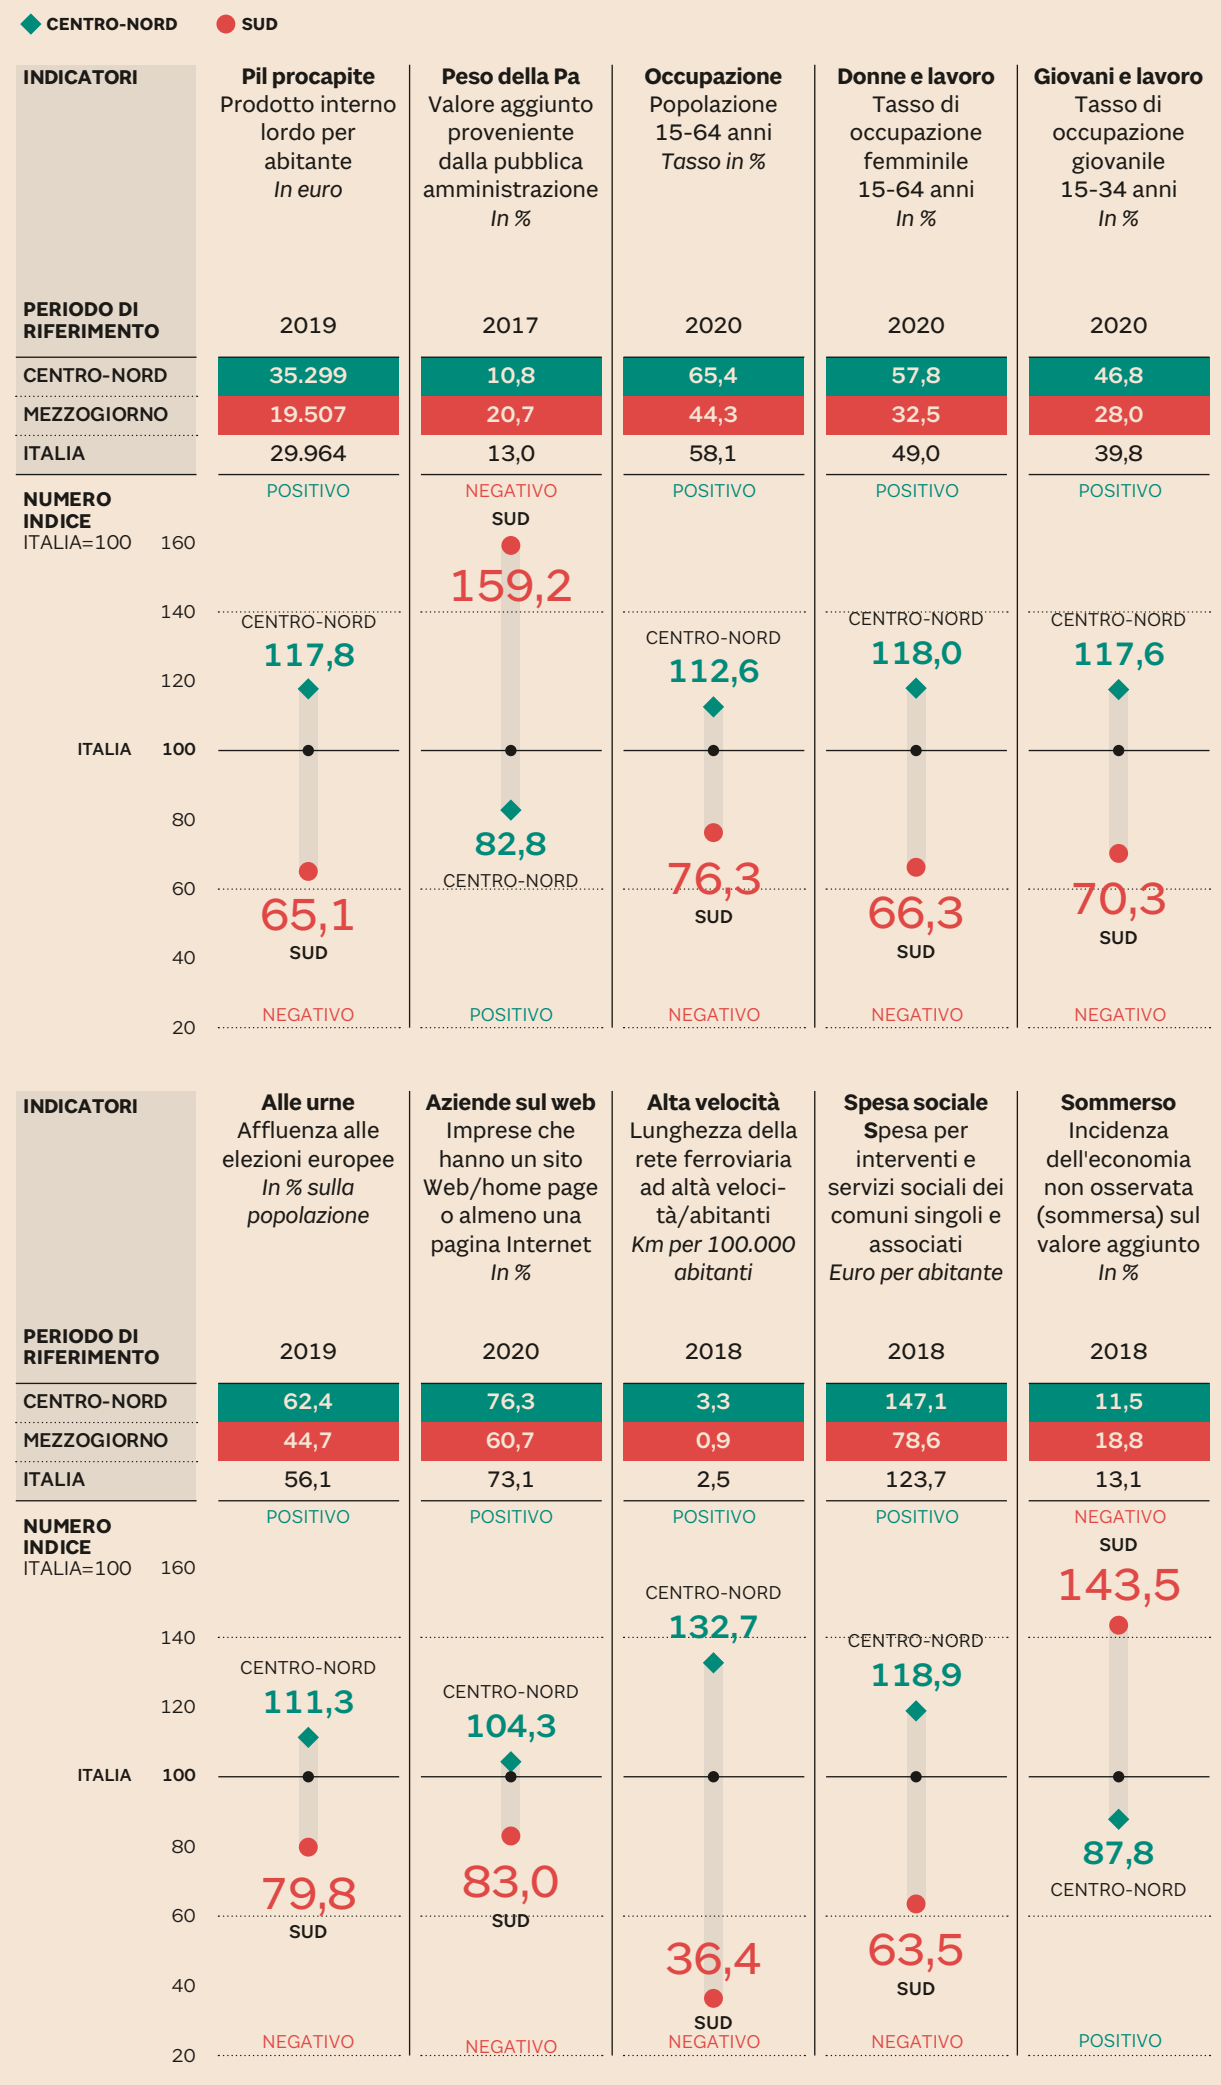 CENTRO-NORD
SUD
INDICATORI
Pil procapite
Prodotto interno
lordo per
abitante
In euro
Peso della Pa
Valore aggiunto
proveniente
dalla pubblica
amministrazione
In %
Occupazione
Popolazione
15-64 anni
Tasso in %
Donne e lavoro
Tasso di
occupazione
femminile
15-64 anni
In %
Giovani e lavoro
Tasso di
occupazione
giovanile
15-34 anni
In %
PERIODO DI
RIFERIMENTO
2019
2017
2020
2020
2020
CENTRO-NORD
35.299
10,8
65,4
57,8
46,8
MEZZOGIORNO
19.507
20,7
44,3
32,5
28,0
ITALIA
29.964
13,0
58,1
49,0
39,8
NUMERO
INDICE
ITALIA=100
160
140
120
ITALIA 100
80
60
40
20
POSITIVO
CENTRO-NORD
117,8
65,1
SUD
NEGATIVO
NEGATIVO
SUD
159,2
82,8
CENTRO-NORD
POSITIVO
POSITIVO
CENTRO-NORD
112,6
76,3
SUD
NEGATIVO
POSITIVO
CENTRO-NORD
118,0
66,3
SUD
NEGATIVO
POSITIVO
CENTRO-NORD
117,6
70,3
SUD
NEGATIVO
INDICATORI
Alle urne
Affluenza alle
elezioni europee
In % sulla
popolazione
Aziende sul web
Imprese che
hanno un sito
Web/home page
o almeno una
pagina Internet
In %
Alta velocità
Lunghezza della
rete ferroviaria
ad altà veloci-
tà/abitanti
Km per 100.000
abitanti
Spesa sociale
Spesa per
interventi e
servizi sociali dei
comuni singoli e
associati
Euro per abitante
Sommerso
Incidenza
dell'economia
non osservata
(sommersa) sul
valore aggiunto
In %
PERIODO DI
RIFERIMENTO
2019
2020
2018
2018
2018
CENTRO-NORD
62,4
76,3
3,3
147,1
11,5
MEZZOGIORNO
44,7
60,7
0,9
78,6
18,8
ITALIA
56,1
73,1
2,5
123,7
13,1
NUMERO
INDICE
ITALIA=100
160
140
120
ITALIA 100
80
60
40
20
POSITIVO
CENTRO-NORD
111,3
79,8
SUD
NEGATIVO
POSITIVO
CENTRO-NORD
104,3
83,0
SUD
NEGATIVO
POSITIVO
CENTRO-NORD
132,7
36,4
SUD
NEGATIVO
POSITIVO
CENTRO-NORD
118,9
63,5
SUD
NEGATIVO
NEGATIVO
SUD
143,5
87,8
CENTRO-NORD
POSITIVO